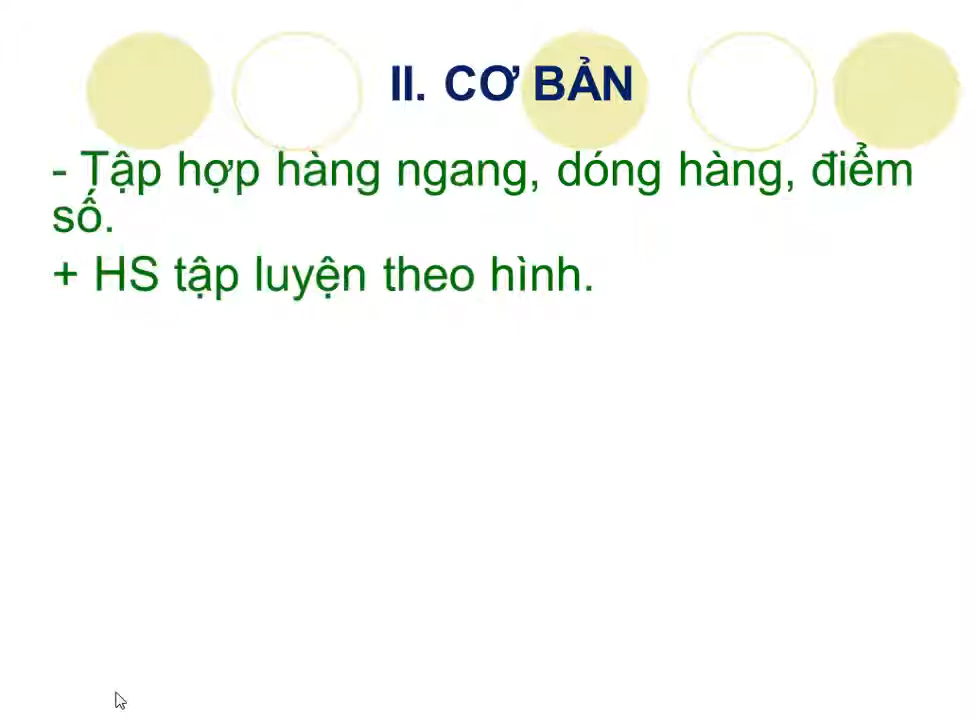 II. CƠ BẢN
- Tập hợp hàng ngang, dóng hàng, điểm
số.
+ HS tập luyện theo hình.